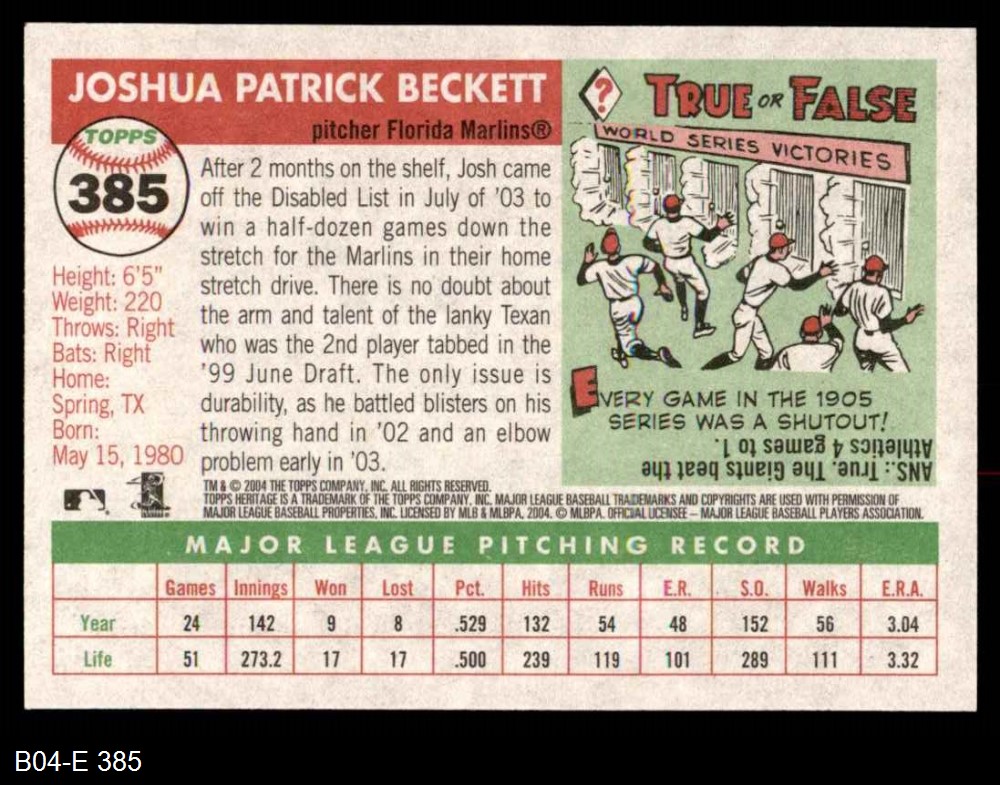 JOSHUA PATRICK BECKETT
pitcher Florida Marlins®
TOPPS
385
Height: 6'5"
Weight: 220
Throws: Right
Bats: Right
Home:
Spring, TX
Born:
May 15, 1980
After 2 months on the shelf, Josh came
off the Disabled List in July of '03 to
win a half-dozen games down the
stretch for the Marlins in their home
stretch drive. There is no doubt about
the arm and talent of the lanky Texan
who was the 2nd player tabbed in the
'99 June Draft. The only issue is
durability, as he battled blisters on his
throwing hand in '02 and an elbow
problem early in '03.
? TRUE OR FALSE
WORLD SERIES VICTORIES
EVERY GAME IN THE 1905
SERIES WAS A SHUTOUT!
ANS.: True. The Giants beat the
Athletics 4 games to 1.
TM & © 2004 THE TOPPS COMPANY, INC. ALL RIGHTS RESERVED.
TOPPS HERITAGE IS A TRADEMARK OF THE TOPPS COMPANY, INC. MAJOR LEAGUE BASEBALL TRADEMARKS AND COPYRIGHTS ARE USED WITH PERMISSION OF
MAJOR LEAGUE BASEBALL PROPERTIES, INC. LICENSED BY MLB & MLBPA, 2004. © MLBPA. OFFICIAL LICENSEE – MAJOR LEAGUE BASEBALL PLAYERS ASSOCIATION.
MAJOR LEAGUE PITCHING RECORD
Games Innings Won Lost Pct. Hits Runs E.R. S.O. Walks E.R.A.
Year 24 142 9 8 .529 132 54 48 152 56 3.04
Life 51 273.2 17 17 .500 239 119 101 289 111 3.32
B04-E 385